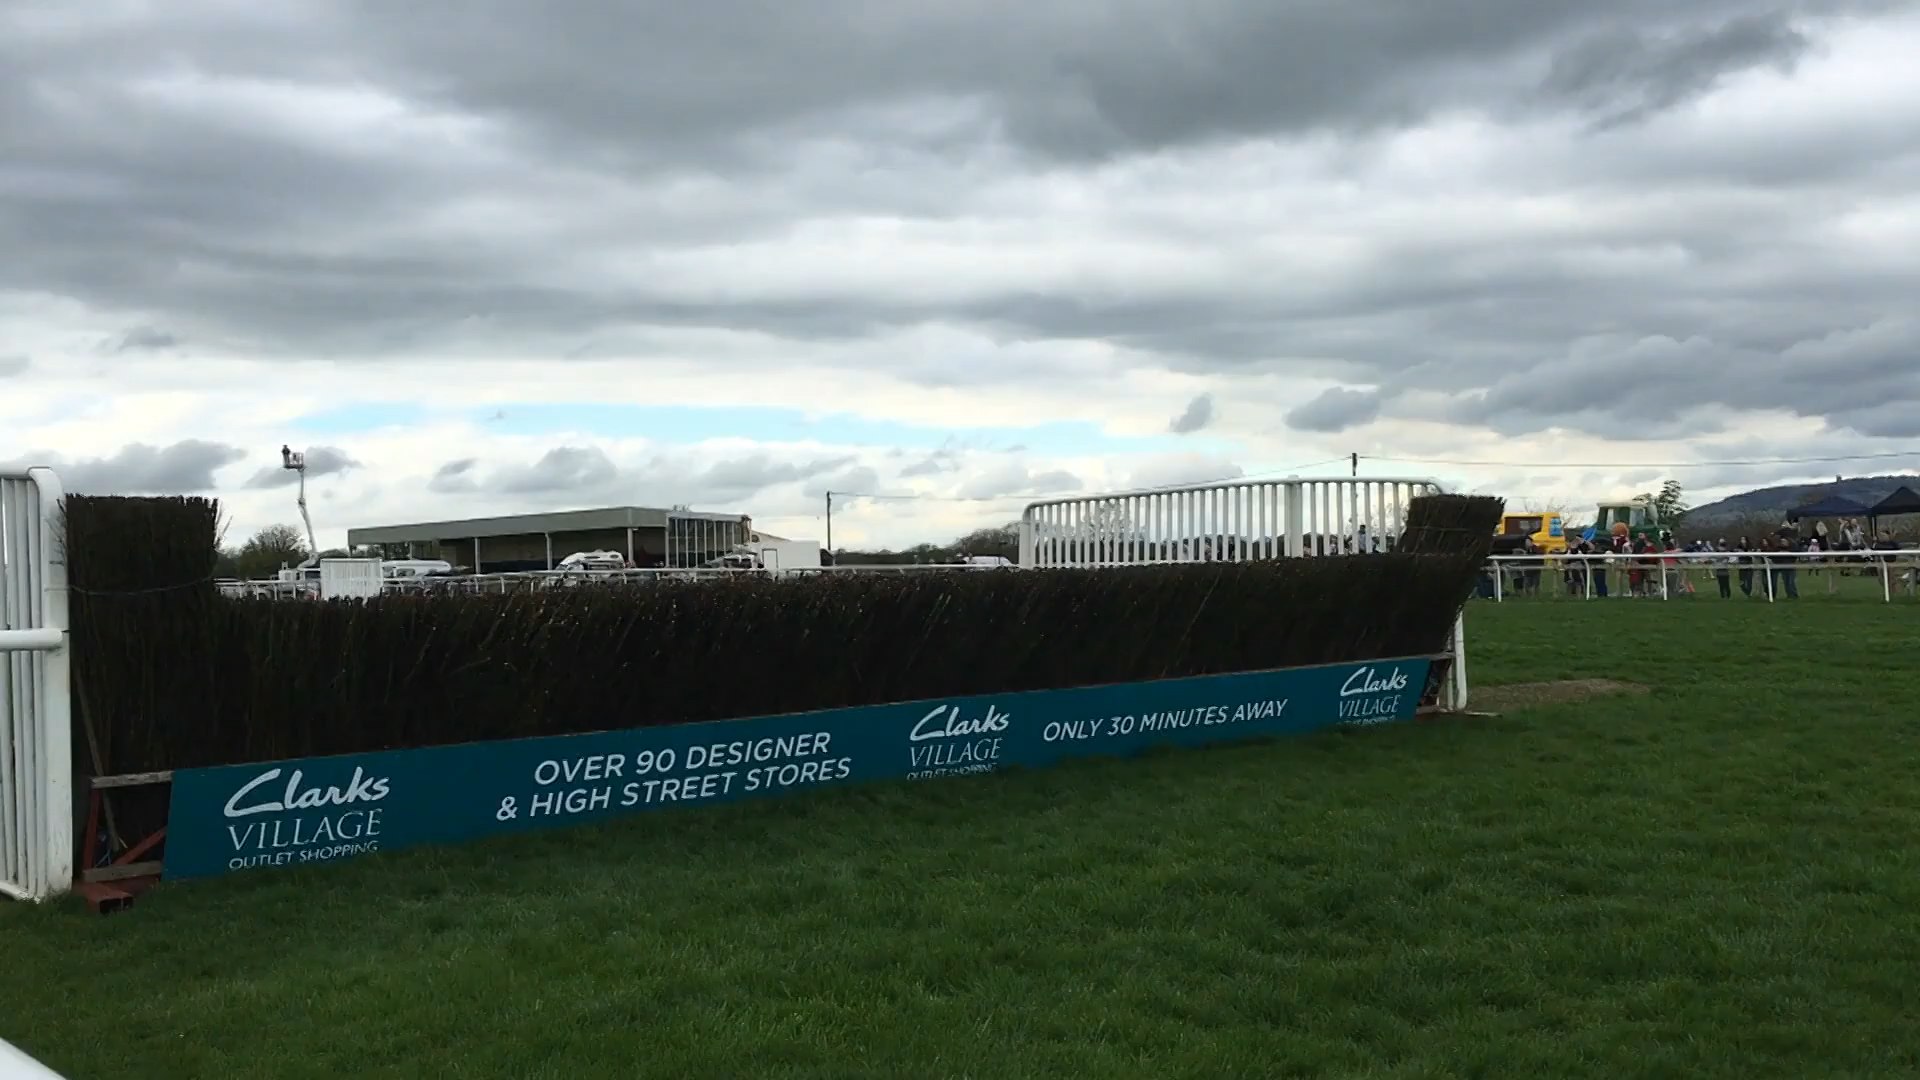 Clarks
VILLAGE
OUTLET SHOPPING
OVER 90 DESIGNER
& HIGH STREET STORES
Clarks
VILLAGE
OUTLET SHOPPING
ONLY 30 MINUTES AWAY
Clarks
VILLAGE
OUTLET SHOPPING